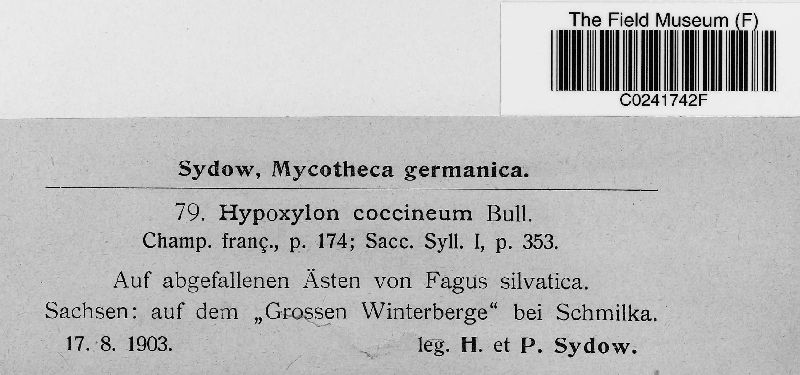 The Field Museum (F)
C0241742F
Sydow, Mycotheca germanica.
79. Hypoxylon coccineum Bull.
Champ. franç., p. 174; Sacc. Syll. I, p. 353.
Auf abgefallenen Ästen von Fagus silvatica.
Sachsen: auf dem „Grossen Winterberge“ bei Schmilka.
17. 8. 1903. leg. H. et P. Sydow.